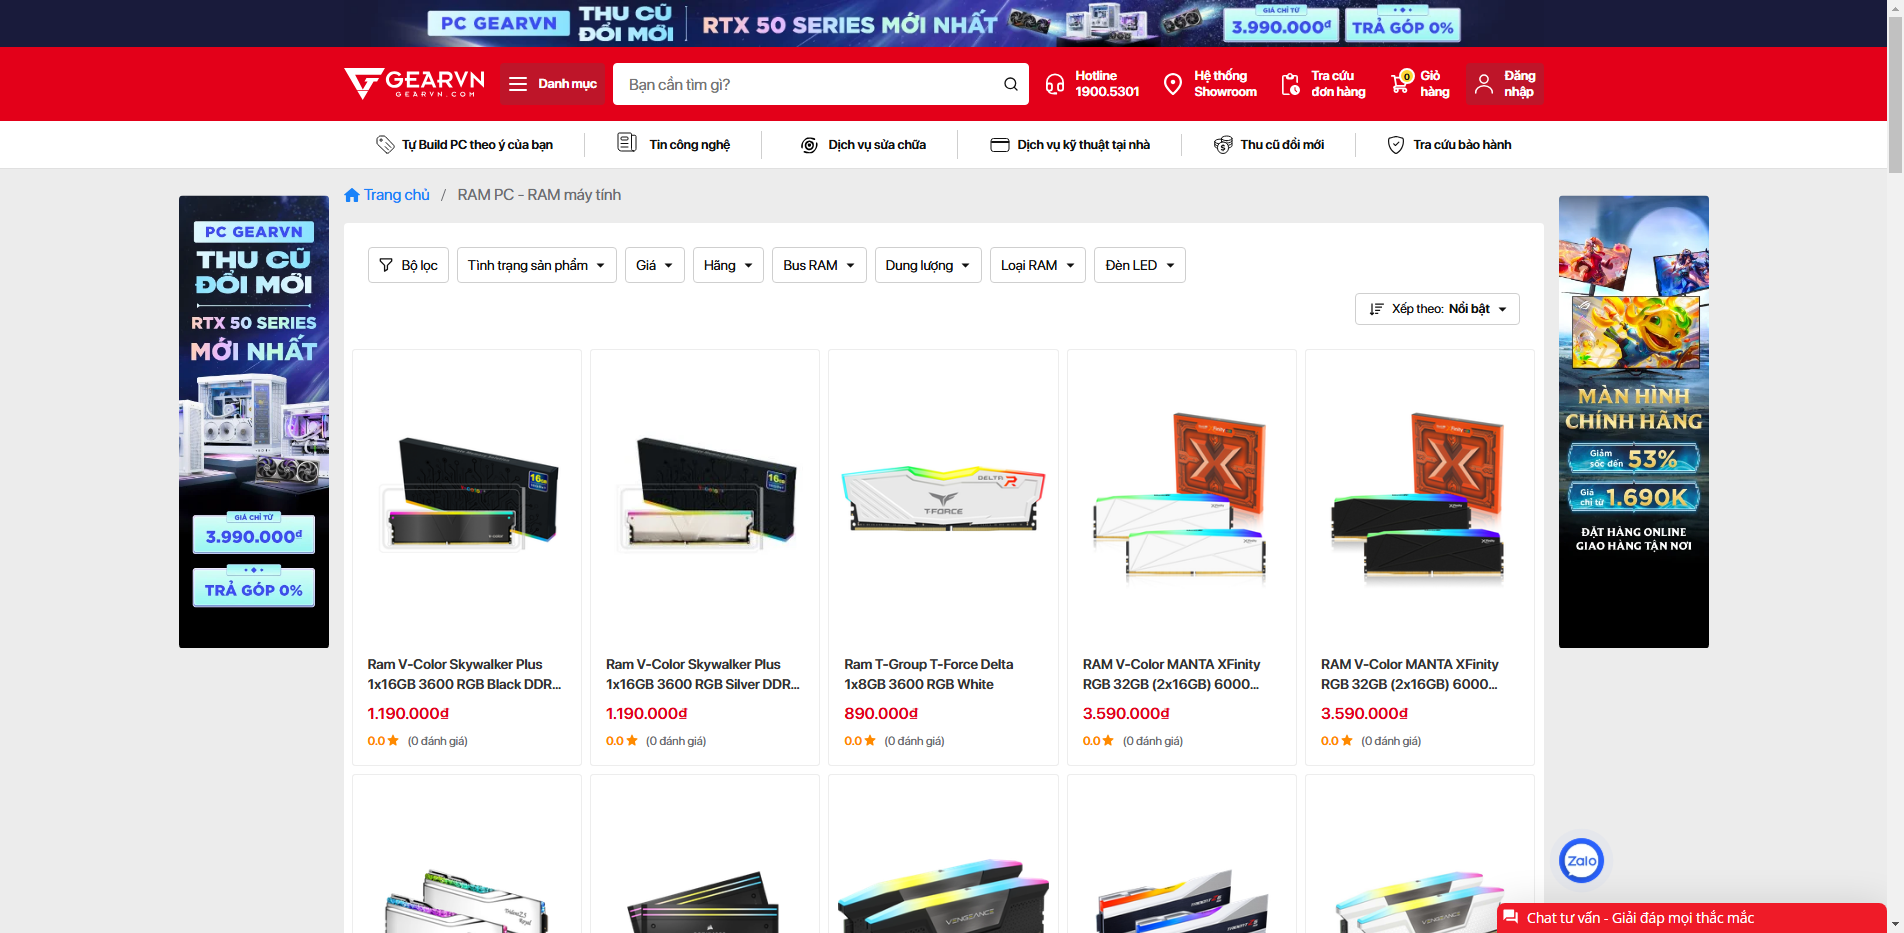 PC GEARVN
THU CŨ
ĐỔI MỚI
RTX 50 SERIES MỚI NHẤT
GIÁ CHỈ TỪ
3.990.000đ
TRẢ GÓP 0%
GEARVN
GEARVN.COM
Danh mục
Bạn cần tìm gì?
Hotline
1900.5301
Hệ thống
Showroom
Tra cứu
đơn hàng
0
Giỏ
hàng
Đăng
nhập
Tự Build PC theo ý của bạn
Tin công nghệ
Dịch vụ sửa chữa
Dịch vụ kỹ thuật tại nhà
Thu cũ đổi mới
Tra cứu bảo hành
Trang chủ / RAM PC - RAM máy tính
PC GEARVN
THU CŨ
ĐỔI MỚI
RTX 50 SERIES
MỚI NHẤT
GIÁ CHỈ TỪ
3.990.000đ
TRẢ GÓP 0%
Bộ lọc
Tình trạng sản phẩm
Giá
Hãng
Bus RAM
Dung lượng
Loại RAM
Đèn LED
Xếp theo: Nổi bật
16GB
16GB
DELTA R
T-FORCE
X
X
Ram V-Color Skywalker Plus
1x16GB 3600 RGB Black DDR...
1.190.000₫
0.0 (0 đánh giá)
Ram V-Color Skywalker Plus
1x16GB 3600 RGB Silver DDR...
1.190.000₫
0.0 (0 đánh giá)
Ram T-Group T-Force Delta
1x8GB 3600 RGB White
890.000₫
0.0 (0 đánh giá)
RAM V-Color MANTA XFinity
RGB 32GB (2x16GB) 6000...
3.590.000₫
0.0 (0 đánh giá)
RAM V-Color MANTA XFinity
RGB 32GB (2x16GB) 6000...
3.590.000₫
0.0 (0 đánh giá)
VENGEANCE
VENGEANCE
MÀN HÌNH
CHÍNH HÃNG
Giảm
sốc đến 53%
Giá
chỉ từ 1.690K
ĐẶT HÀNG ONLINE
GIAO HÀNG TẬN NƠI
Zalo
Chat tư vấn - Giải đáp mọi thắc mắc